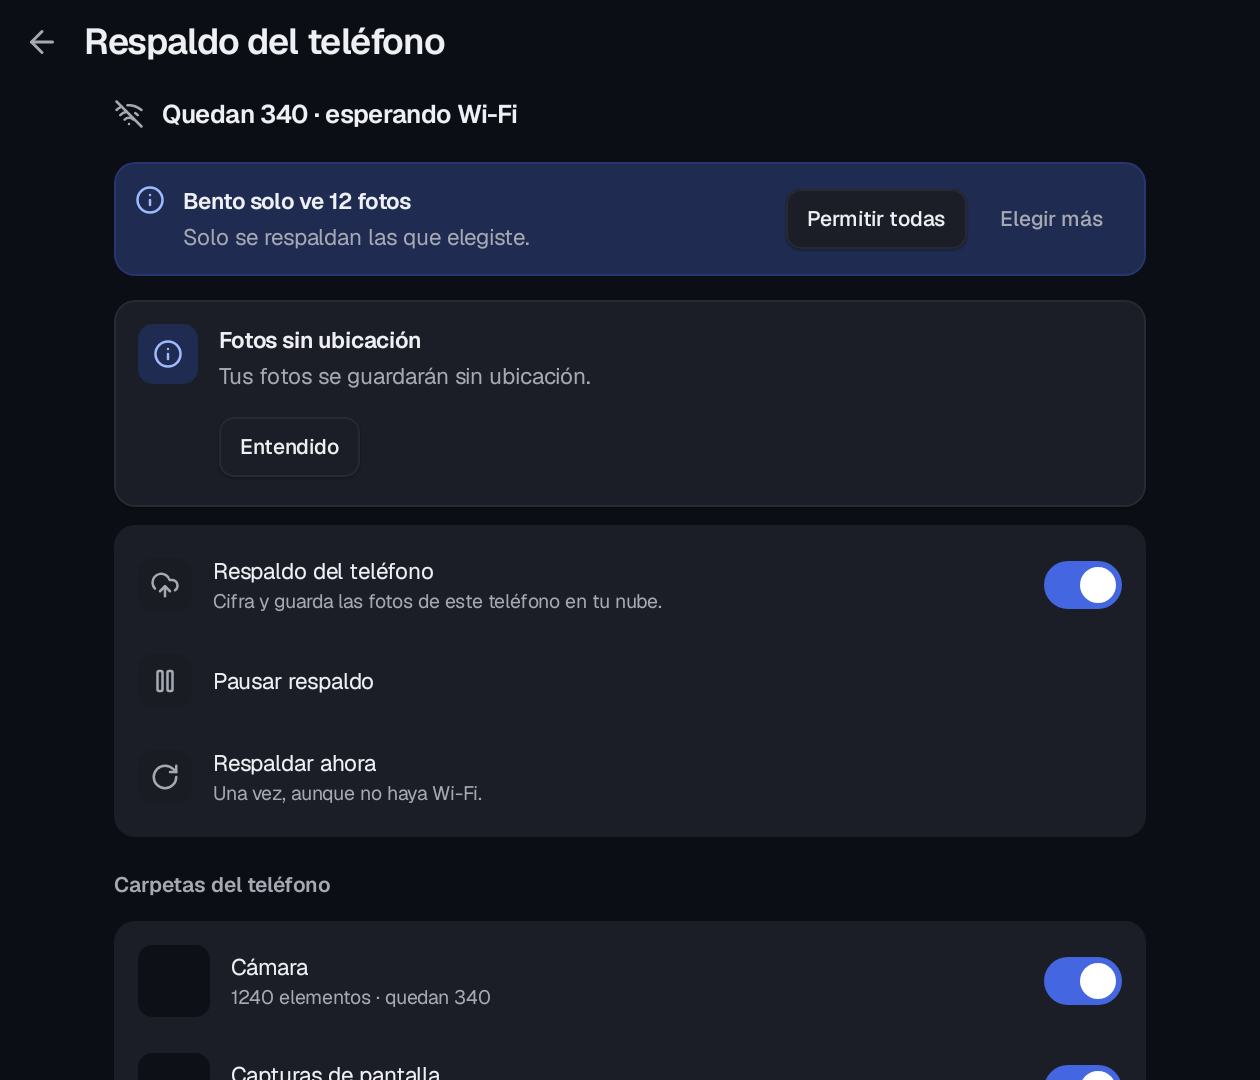 Respaldo del teléfono
Quedan 340 · esperando Wi-Fi
Bento solo ve 12 fotos
Solo se respaldan las que elegiste.
Permitir todas
Elegir más
Fotos sin ubicación
Tus fotos se guardarán sin ubicación.
Entendido
Respaldo del teléfono
Cifra y guarda las fotos de este teléfono en tu nube.
Pausar respaldo
Respaldar ahora
Una vez, aunque no haya Wi-Fi.
Carpetas del teléfono
Cámara
1240 elementos · quedan 340
Capturas de pantalla